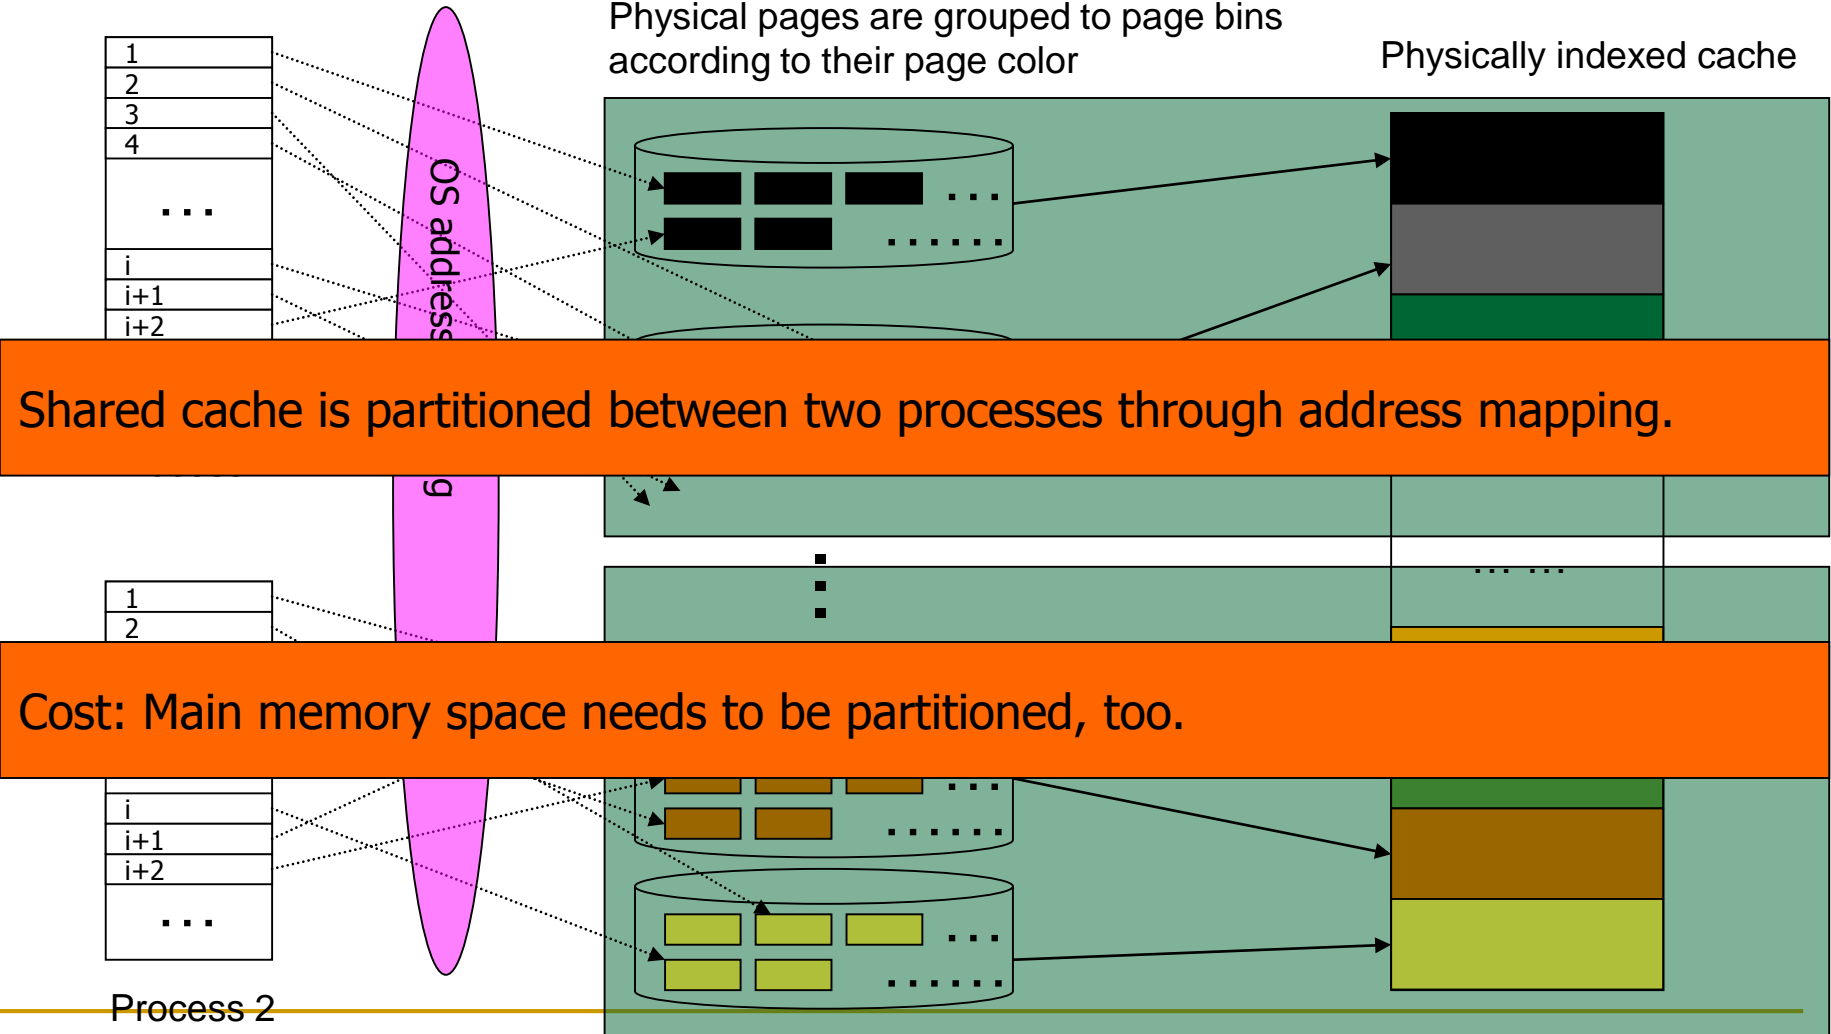 Physical pages are grouped to page bins
according to their page color
Physically indexed cache
1
2
3
4
...
i
i+1
i+2
OS address
g
... ......
Shared cache is partitioned between two processes through address mapping.
... ...
1
2
Cost: Main memory space needs to be partitioned, too.
i
i+1
i+2
...
... ......
... ......
Process 2